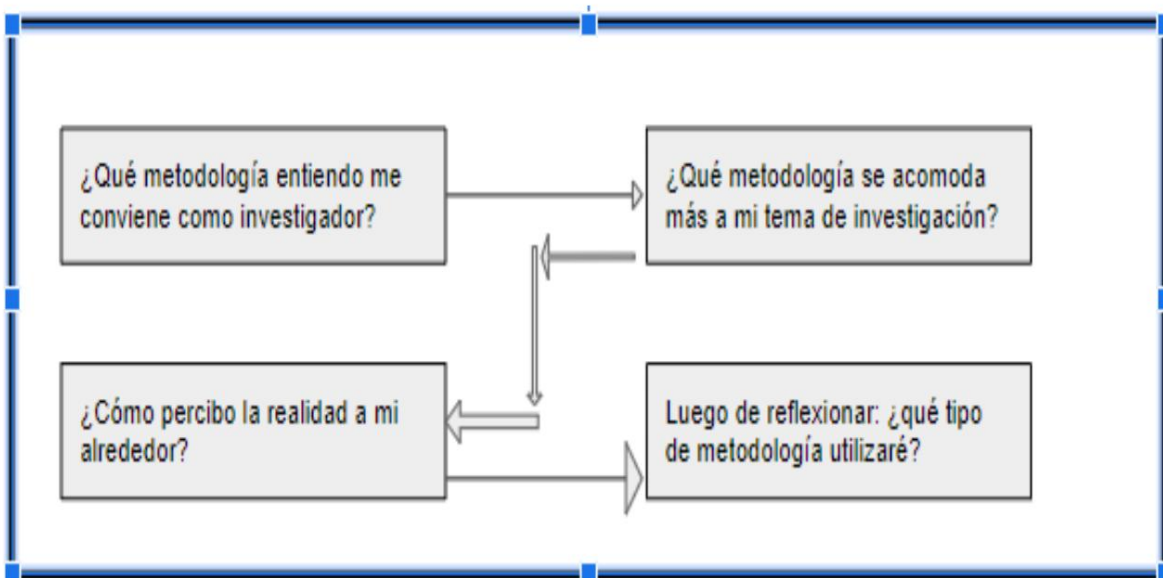 ¿Qué metodología entiendo me
conviene como investigador?
¿Qué metodología se acomoda
más a mi tema de investigación?
¿Cómo percibo la realidad a mi
alrededor?
Luego de reflexionar: ¿qué tipo
de metodología utilizaré?